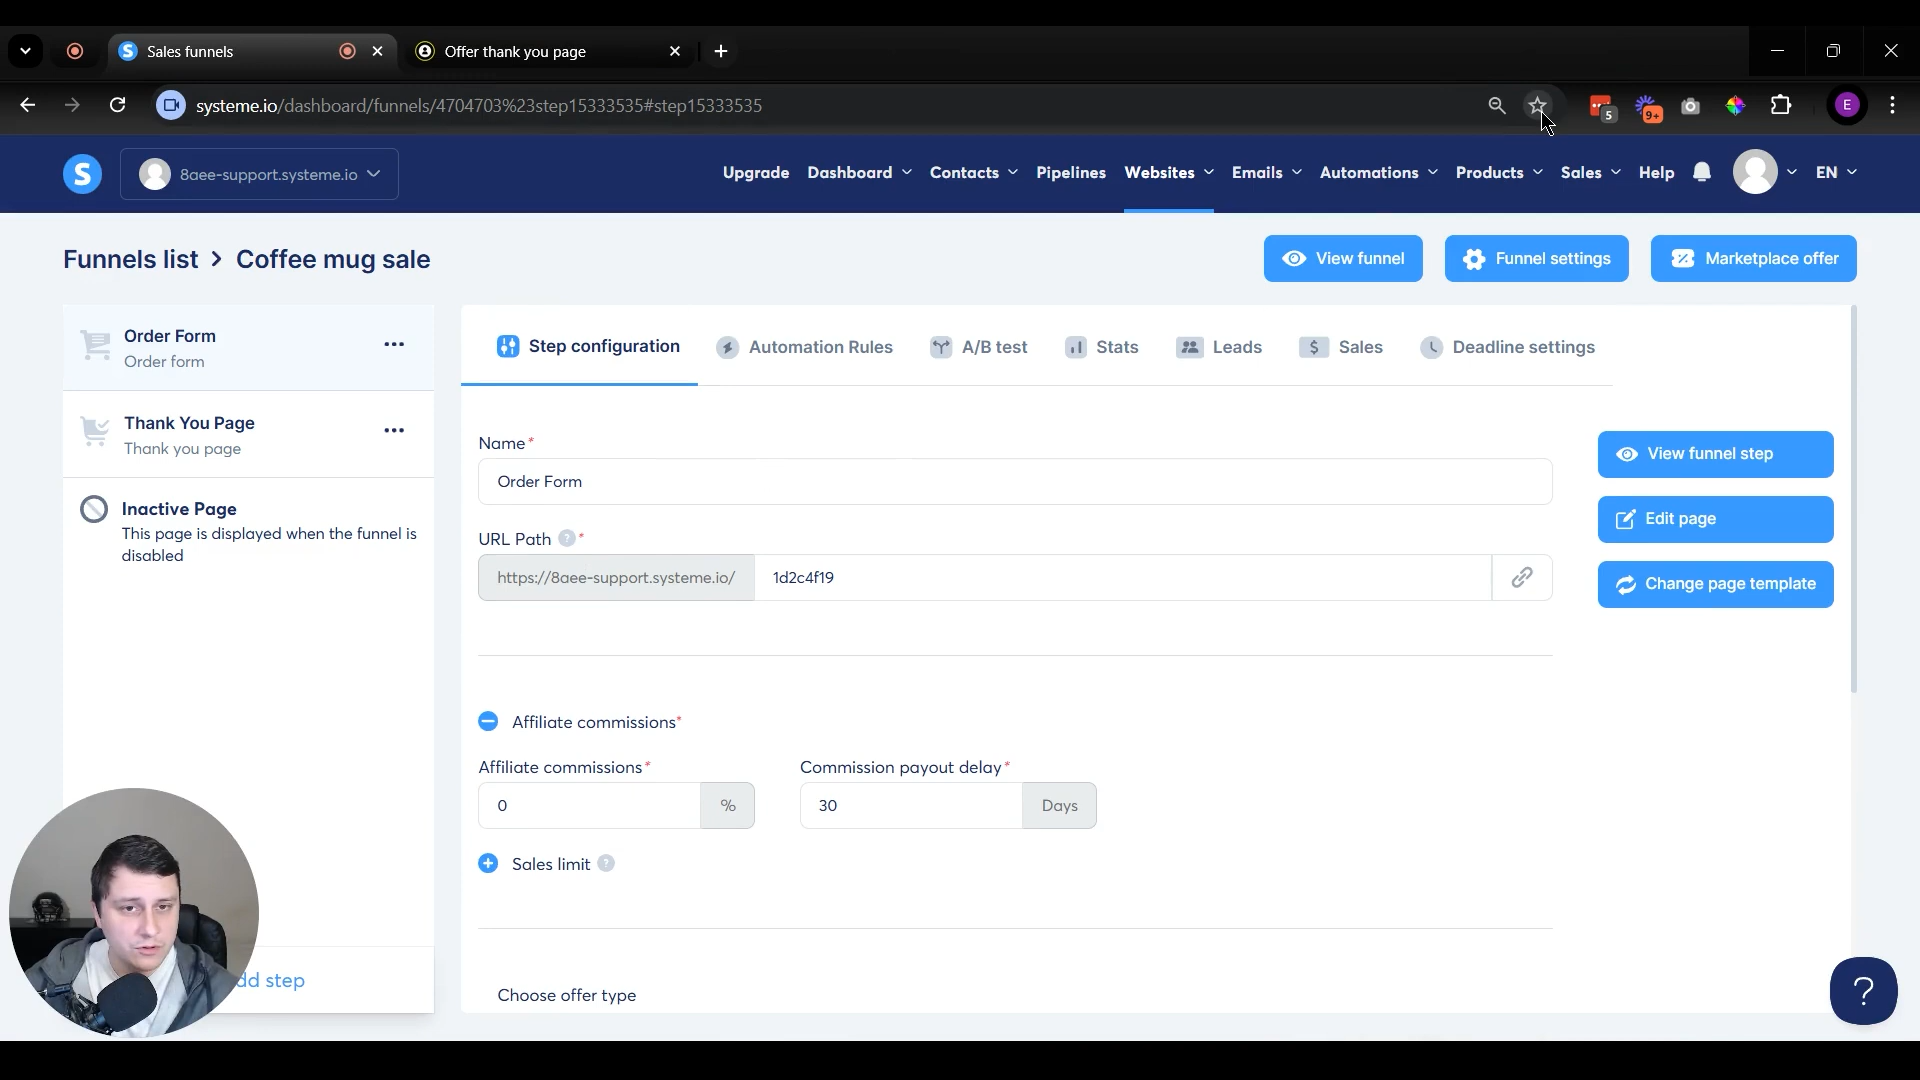 Sales funnels
Offer thank you page
systeme.io/dashboard/funnels/4704703%23step15333535#step15333535
5
9+
E
S
8aee-support.systeme.io
Upgrade Dashboard Contacts Pipelines Websites Emails Automations Products Sales Help EN
Funnels list > Coffee mug sale
View funnel
Funnel settings
Marketplace offer
Order Form
Order form
Thank You Page
Thank you page
Inactive Page
This page is displayed when the funnel is
disabled
dd step
Step configuration
Automation Rules
A/B test
Stats
Leads
Sales
Deadline settings
Name*
Order Form
URL Path ? *
https://8aee-support.systeme.io/ 1d2c4f19
View funnel step
Edit page
Change page template
Affiliate commissions*
Affiliate commissions* Commission payout delay*
0 % 30 Days
Sales limit ?
Choose offer type
?